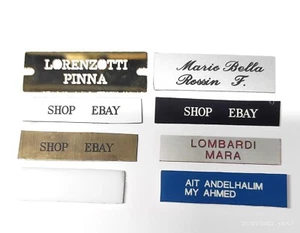 LORENZOTTI
PINNA
Mario Bella
Rossin F.
SHOP EBAY
SHOP EBAY
SHOP EBAY
LOMBARDI
MARA
AIT ANDELHALIM
MY AHMED